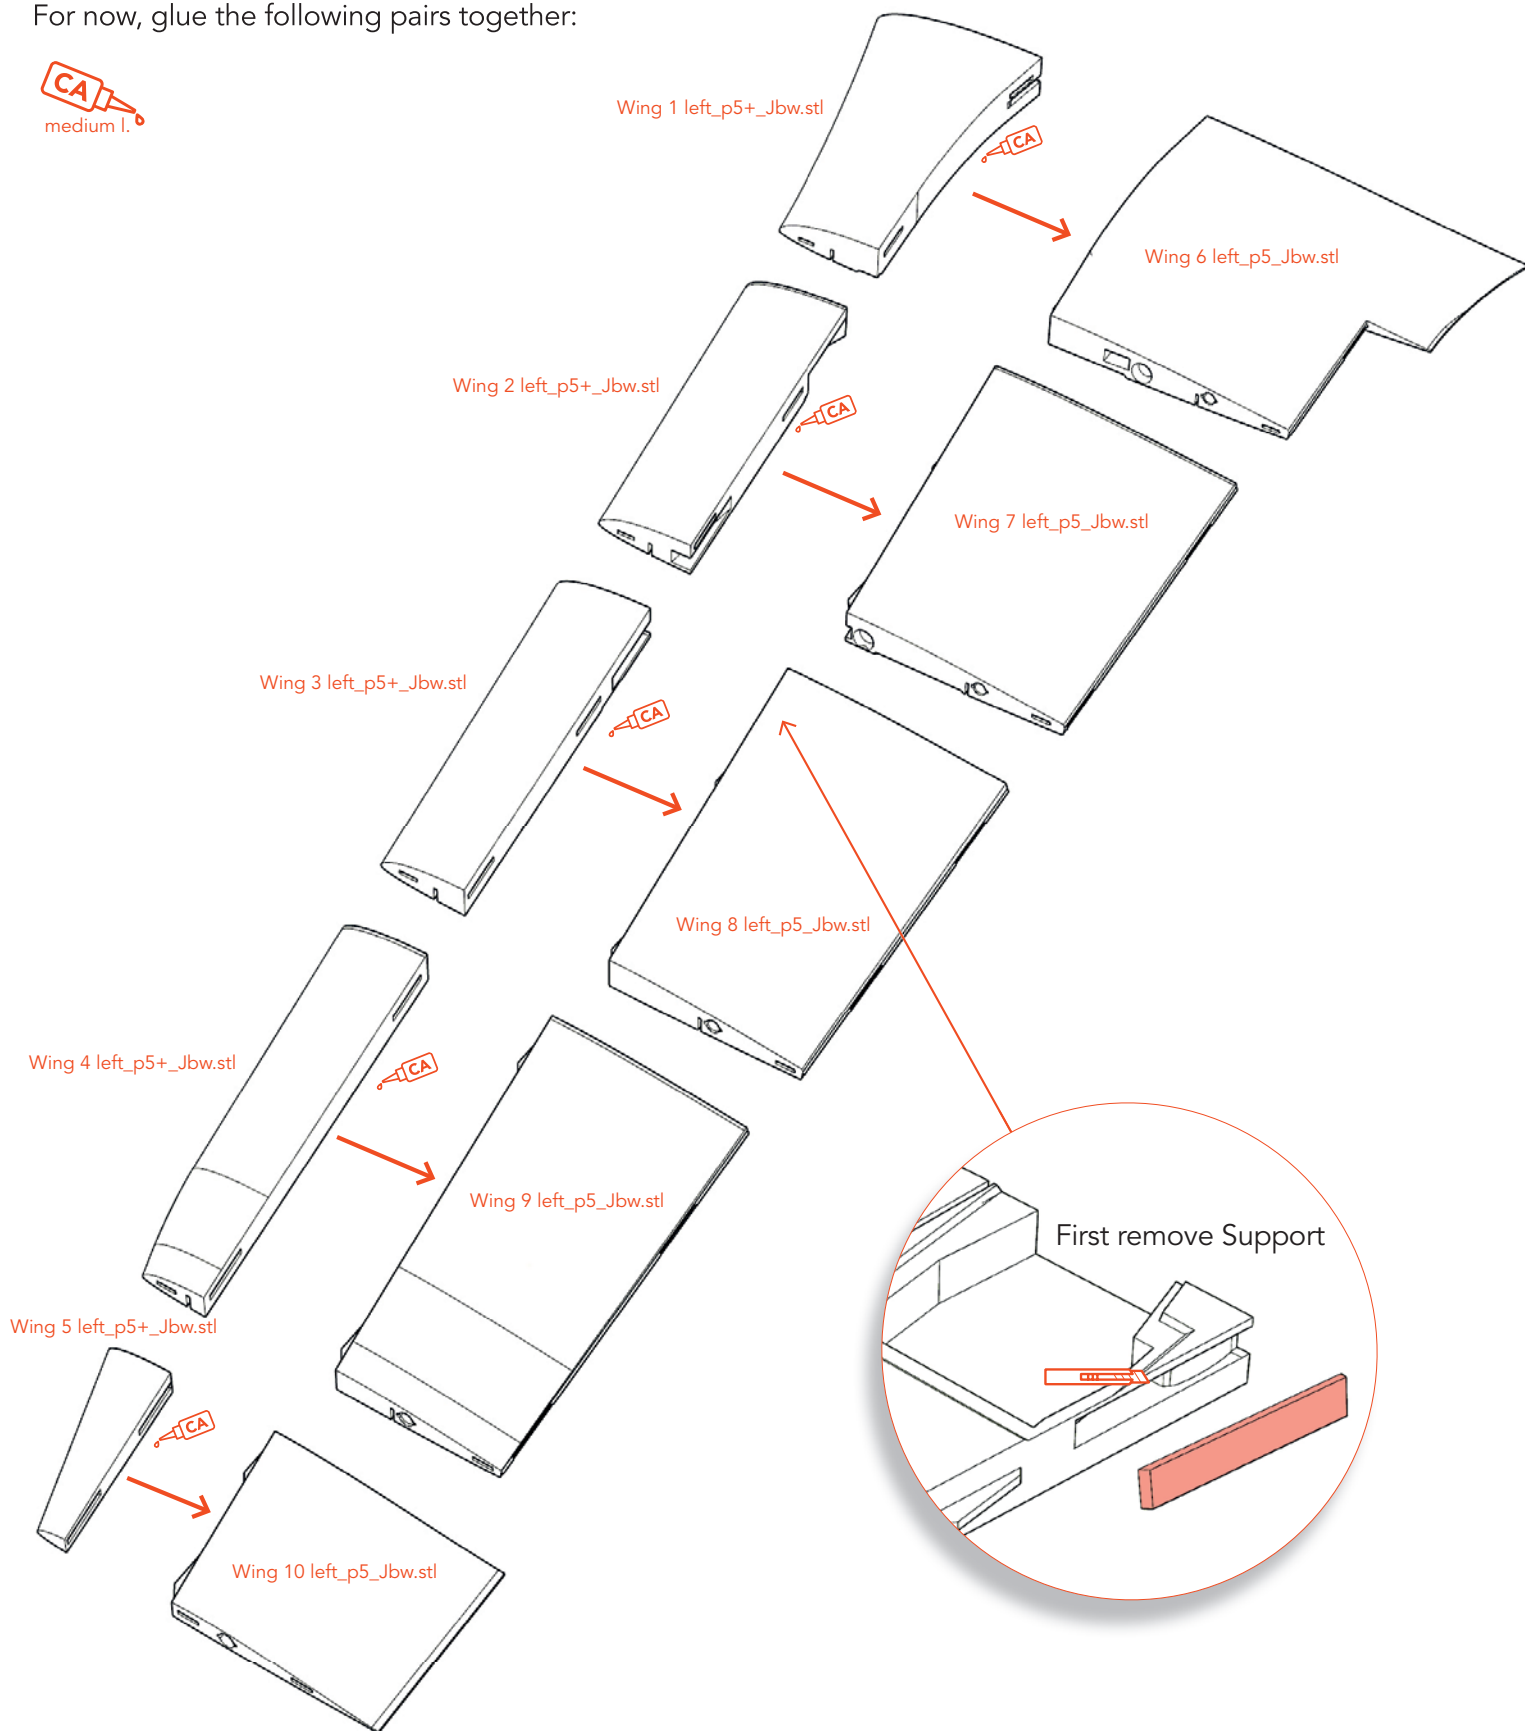 For now, glue the following pairs together:
CA
medium l.
Wing 1 left_p5+_Jbw.stl
CA
Wing 6 left_p5_Jbw.stl
Wing 2 left_p5+_Jbw.stl
CA
Wing 7 left_p5_Jbw.stl
Wing 3 left_p5+_Jbw.stl
CA
Wing 8 left_p5_Jbw.stl
Wing 4 left_p5+_Jbw.stl
CA
Wing 9 left_p5_Jbw.stl
First remove Support
Wing 5 left_p5+_Jbw.stl
CA
Wing 10 left_p5_Jbw.stl